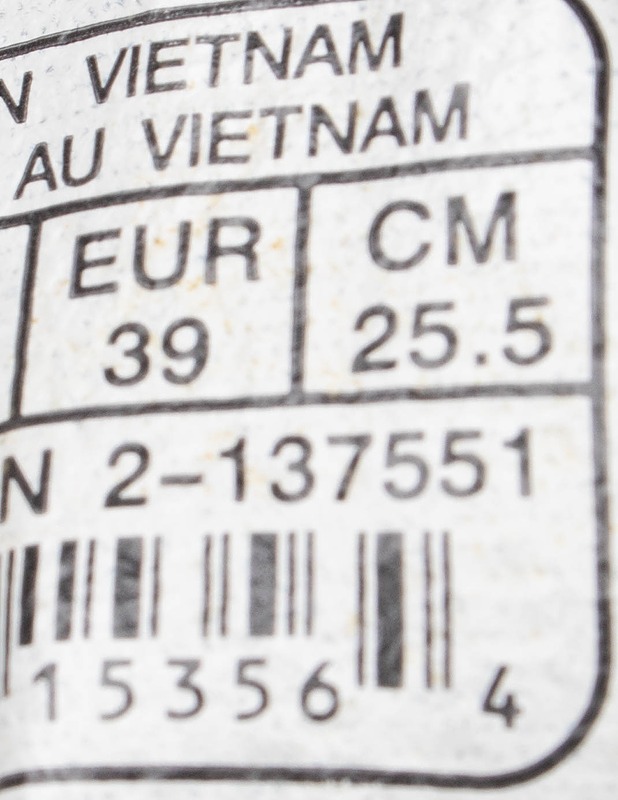 N VIETNAM
AU VIETNAM
EUR CM
39 25.5
N 2-137551
15356 4